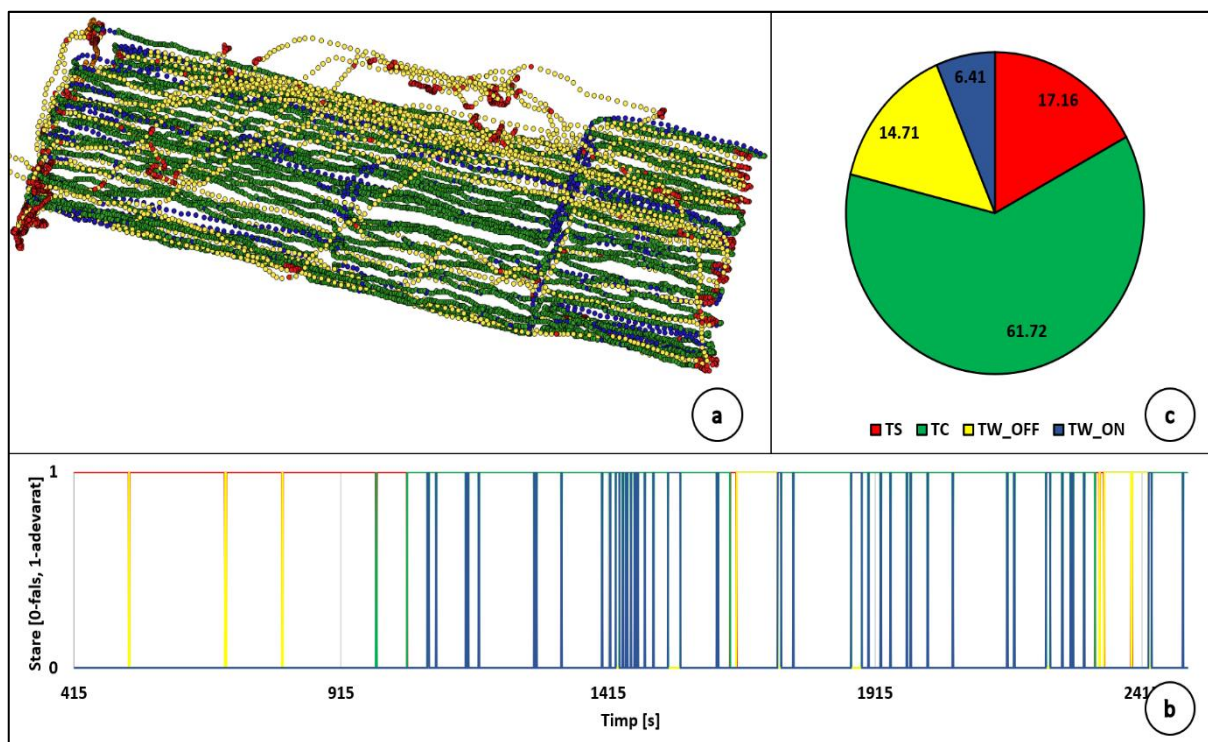 a
6.41
17.16
14.71
61.72
TS TC TW_OFF TW_ON
c
Stare [0-fals, 1-adevarat]
1
0
415 915 1415 1915
Timp [s]
b